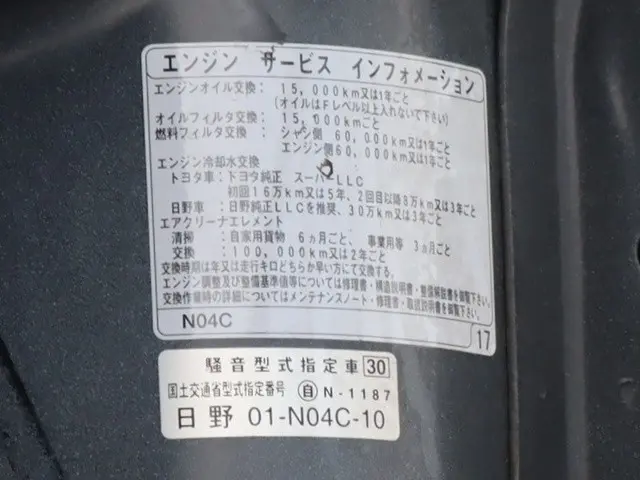 エンジン サービス インフォメーション
エンジンオイル交換： 15,000km又は1年ごと
(オイルはFレベル以上入れないで下さい)
オイルフィルタ交換： 15,000kmごと
燃料フィルタ交換： シャシ側 60,000km又は1年ごと
エンジン側60,000km又は1年ごと
エンジン冷却水交換
トヨタ車：トヨタ純正 スーパーLLC
初回16万km又は5年、2回目以降8万km又は3年ごと
日野車：日野純正LLCを推奨、30万km又は3年ごと
エアクリーナエレメント
清掃 ：自家用貨物 6ヵ月ごと、 事業用等 3ヵ月ごと
交換 ：100,000km又は2年ごと
交換時期は年又は走行キロどちらか早い方にて交換する。
エンジン調整及び整備基準値等については修理書・構造説明書・整備解説書を御覧下さい。
交換作業時の詳細についてはメンテナンスノート・修理書・取扱説明書を御覧下さい。
N04C 17
騒音型式指定車 30
国土交通省型式指定番号 自 N-1187
日野 01-N04C-10